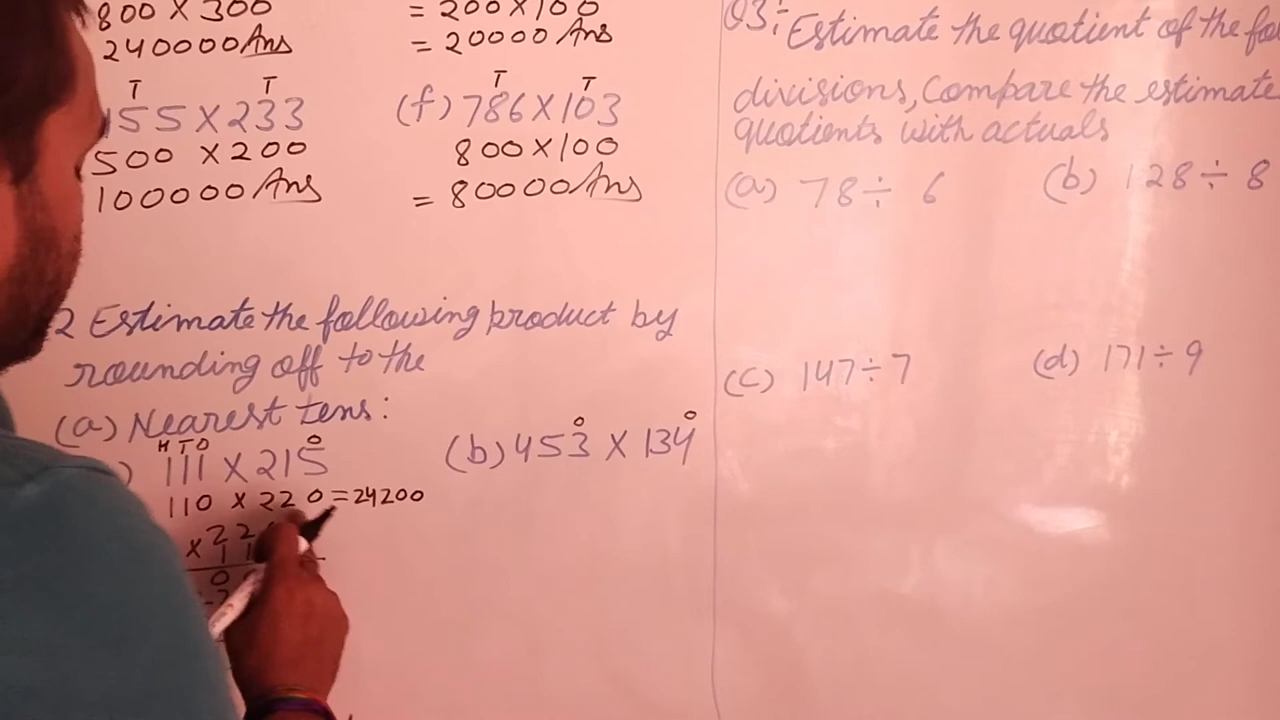 800 X 300
= 200 X 100
240000 Ans
= 20000 Ans
T T
T T
155 X 233
(f) 786 X 103
500 X 200
800 X 100
100000 Ans
= 80000 Ans
2 Estimate the following product by
rounding off to the
(a) Nearest tens:
H T O O
) 111 X 215
O O
(b) 453 X 134
110 X 220 = 24200
X
Q3:-
Estimate the quotient of the
divisions, Compare the estimate
quotients with actuals
(a) 78 ÷ 6
(b) 128 ÷ 8
(c) 147 ÷ 7
(d) 171 ÷ 9